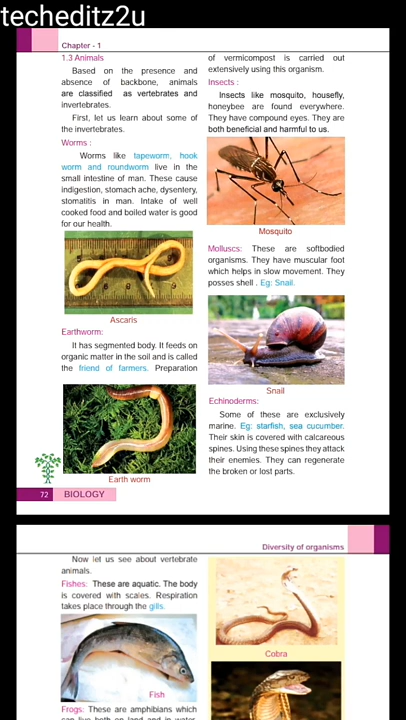 techeditz2u
Chapter - 1
1.3 Animals
Based on the presence and
absence of backbone, animals
are classified as vertebrates and
invertebrates.
First, let us learn about some of
the invertebrates.
Worms :
Worms like tapeworm, hook
worm and roundworm live in the
small intestine of man. These cause
indigestion, stomach ache, dysentery,
stomatitis in man. Intake of well
cooked food and boiled water is good
for our health.
Ascaris
Earthworm:
It has segmented body. It feeds on
organic matter in the soil and is called
the friend of farmers. Preparation
Earth worm
72 BIOLOGY
of vermicompost is carried out
extensively using this organism.
Insects :
Insects like mosquito, housefly,
honeybee are found everywhere.
They have compound eyes. They are
both beneficial and harmful to us.
Mosquito
Molluscs: These are softbodied
organisms. They have muscular foot
which helps in slow movement. They
posses shell . Eg: Snail.
Snail
Echinoderms:
Some of these are exclusively
marine. Eg: starfish, sea cucumber.
Their skin is covered with calcareous
spines. Using these spines they attack
their enemies. They can regenerate
the broken or lost parts.
Diversity of organisms
Now let us see about vertebrate
animals.
Fishes: These are aquatic. The body
is covered with scales. Respiration
takes place through the gills.
Fish
Frogs: These are amphibians which
can live both on land and in water.
Cobra